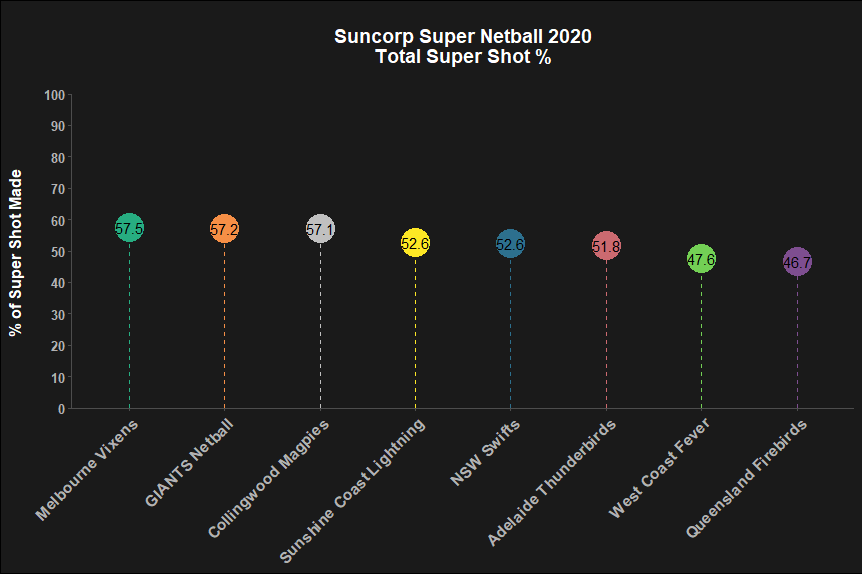 Suncorp Super Netball 2020
Total Super Shot %
% of Super Shot Made
100
90
80
70
60
50
40
30
20
10
0
57.5
57.2
57.1
52.6
52.6
51.8
47.6
46.7
Melbourne Vixens
GIANTS Netball
Collingwood Magpies
Sunshine Coast Lightning
NSW Swifts
Adelaide Thunderbirds
West Coast Fever
Queensland Firebirds